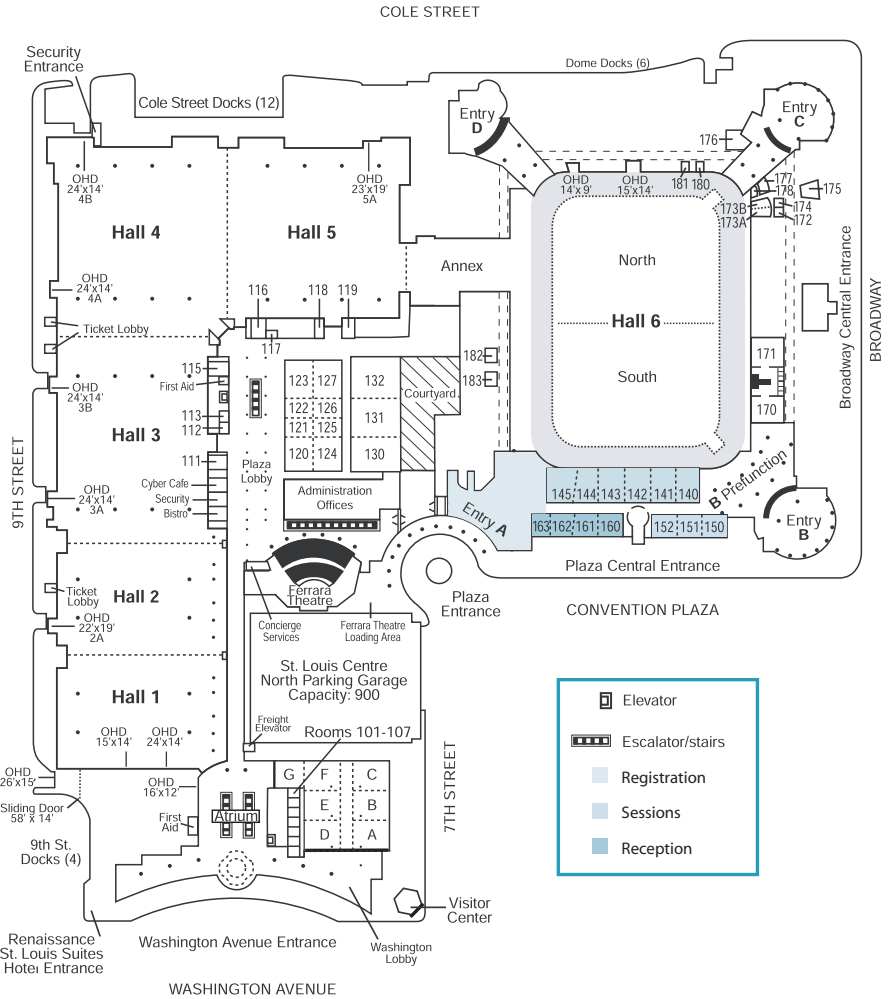 COLE STREET
Security
Entrance
Dome Docks (6)
Cole Street Docks (12)
Entry
D
Entry
C
176
OHD
24'x14'
4B
OHD
23'x19'
5A
OHD
14'x 9'
OHD
15'x14'
181
180
177
178
175
173B
174
173A
172
Hall 4
Hall 5
Annex
North
Hall 6
South
Broadway Central Entrance
BROADWAY
OHD
24'x14'
4A
116
118
119
117
Ticket Lobby
182
183
171
170
115
First Aid
113
112
111
123
127
132
122
126
121
125
131
120
124
130
Courtyard
OHD
24'x14'
3B
Hall 3
9TH STREET
Plaza
Lobby
Cyber Cafe
Security
Bistro
OHD
24'x14'
3A
Administration
Offices
145
144
143
142
141
140
B Prefunction
Entry A
163
162
161
160
152
151
150
Entry
B
Plaza Central Entrance
CONVENTION PLAZA
Plaza
Entrance
Ferrara
Theatre
Ticket
Lobby
Hall 2
OHD
22'x19'
2A
Concierge
Services
Ferrara Theatre
Loading Area
St. Louis Centre
North Parking Garage
Capacity: 900
Hall 1
Freight
Elevator
Rooms 101-107
OHD
15'x14'
OHD
24'x14'
OHD
26'x15'
OHD
16'x12'
Sliding Door
58' x 14'
9th St.
Docks (4)
First
Aid
Atrium
G
F
C
E
B
D
A
7TH STREET
Elevator
Escalator/stairs
Registration
Sessions
Reception
Visitor
Center
Renaissance
St. Louis Suites
Hotel Entrance
Washington Avenue Entrance
Washington
Lobby
WASHINGTON AVENUE